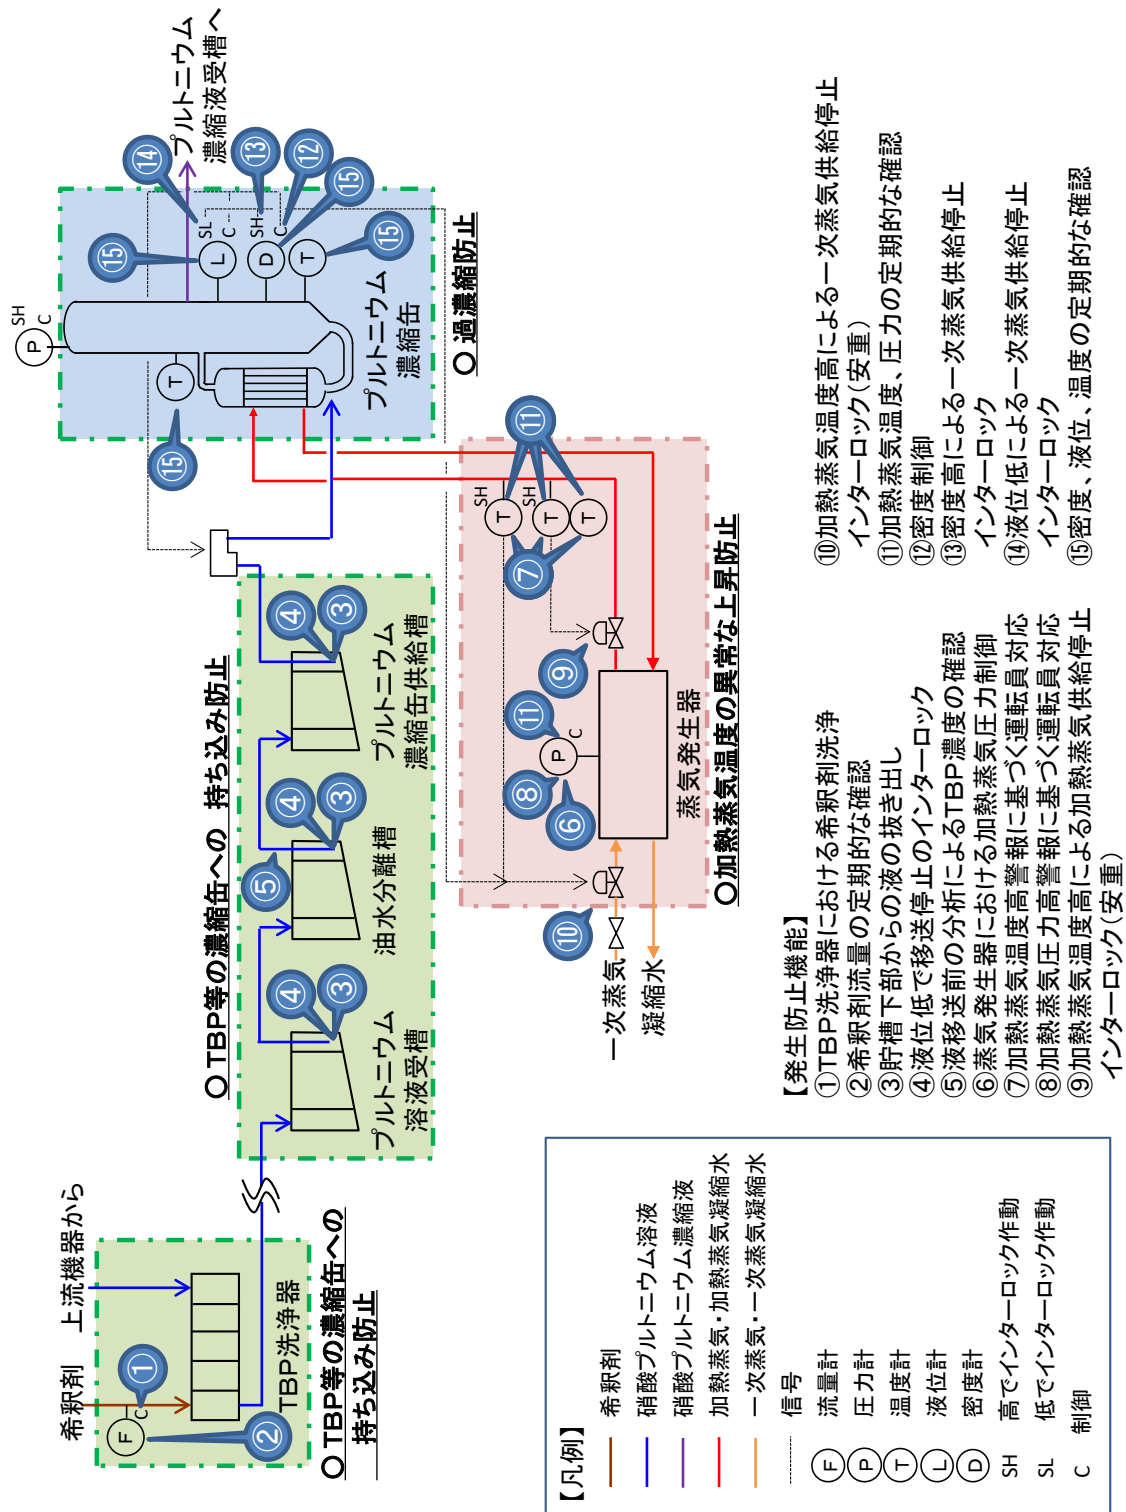 希釈剤
上流機器から
F
C
①
②
TBP洗浄器
○TBP等の濃縮缶への
持ち込み防止
○TBP等の濃縮缶への 持ち込み防止
④
③
プルトニウム
溶液受槽
⑤
④
③
油水分離槽
④
③
プルトニウム
濃縮缶供給槽
P
SH
C
T
⑮
⑮
L
SL
C
⑭
D
SH
C
⑬
⑫
⑮
T
⑮
プルトニウム
濃縮液受槽へ
プルトニウム
濃縮缶
○ 過濃縮防止
T
SH
T
SH
T
⑪
⑦
⑨
P
C
⑪
⑧
⑥
蒸気発生器
⑩
一次蒸気
凝縮水
○加熱蒸気温度の異常な上昇防止
【凡例】
希釈剤
硝酸プルトニウム溶液
硝酸プルトニウム濃縮液
加熱蒸気・加熱蒸気凝縮水
一次蒸気・一次蒸気凝縮水
信号
F 流量計
P 圧力計
T 温度計
L 液位計
D 密度計
SH 高でインターロック作動
SL 低でインターロック作動
C 制御
【発生防止機能】
①TBP洗浄器における希釈剤洗浄
②希釈剤流量の定期的な確認
③貯槽下部からの液の抜き出し
④液位低で移送停止のインターロック
⑤液移送前の分析によるTBP濃度の確認
⑥蒸気発生器における加熱蒸気圧力制御
⑦加熱蒸気温度高警報に基づく運転員対応
⑧加熱蒸気圧力高警報に基づく運転員対応
⑨加熱蒸気温度高による加熱蒸気供給停止
インターロック(安重)
⑩加熱蒸気温度高による一次蒸気供給停止
インターロック(安重)
⑪加熱蒸気温度、圧力の定期的な確認
⑫密度制御
⑬密度高による一次蒸気供給停止
インターロック
⑭液位低による一次蒸気供給停止
インターロック
⑮密度、液位、温度の定期的な確認